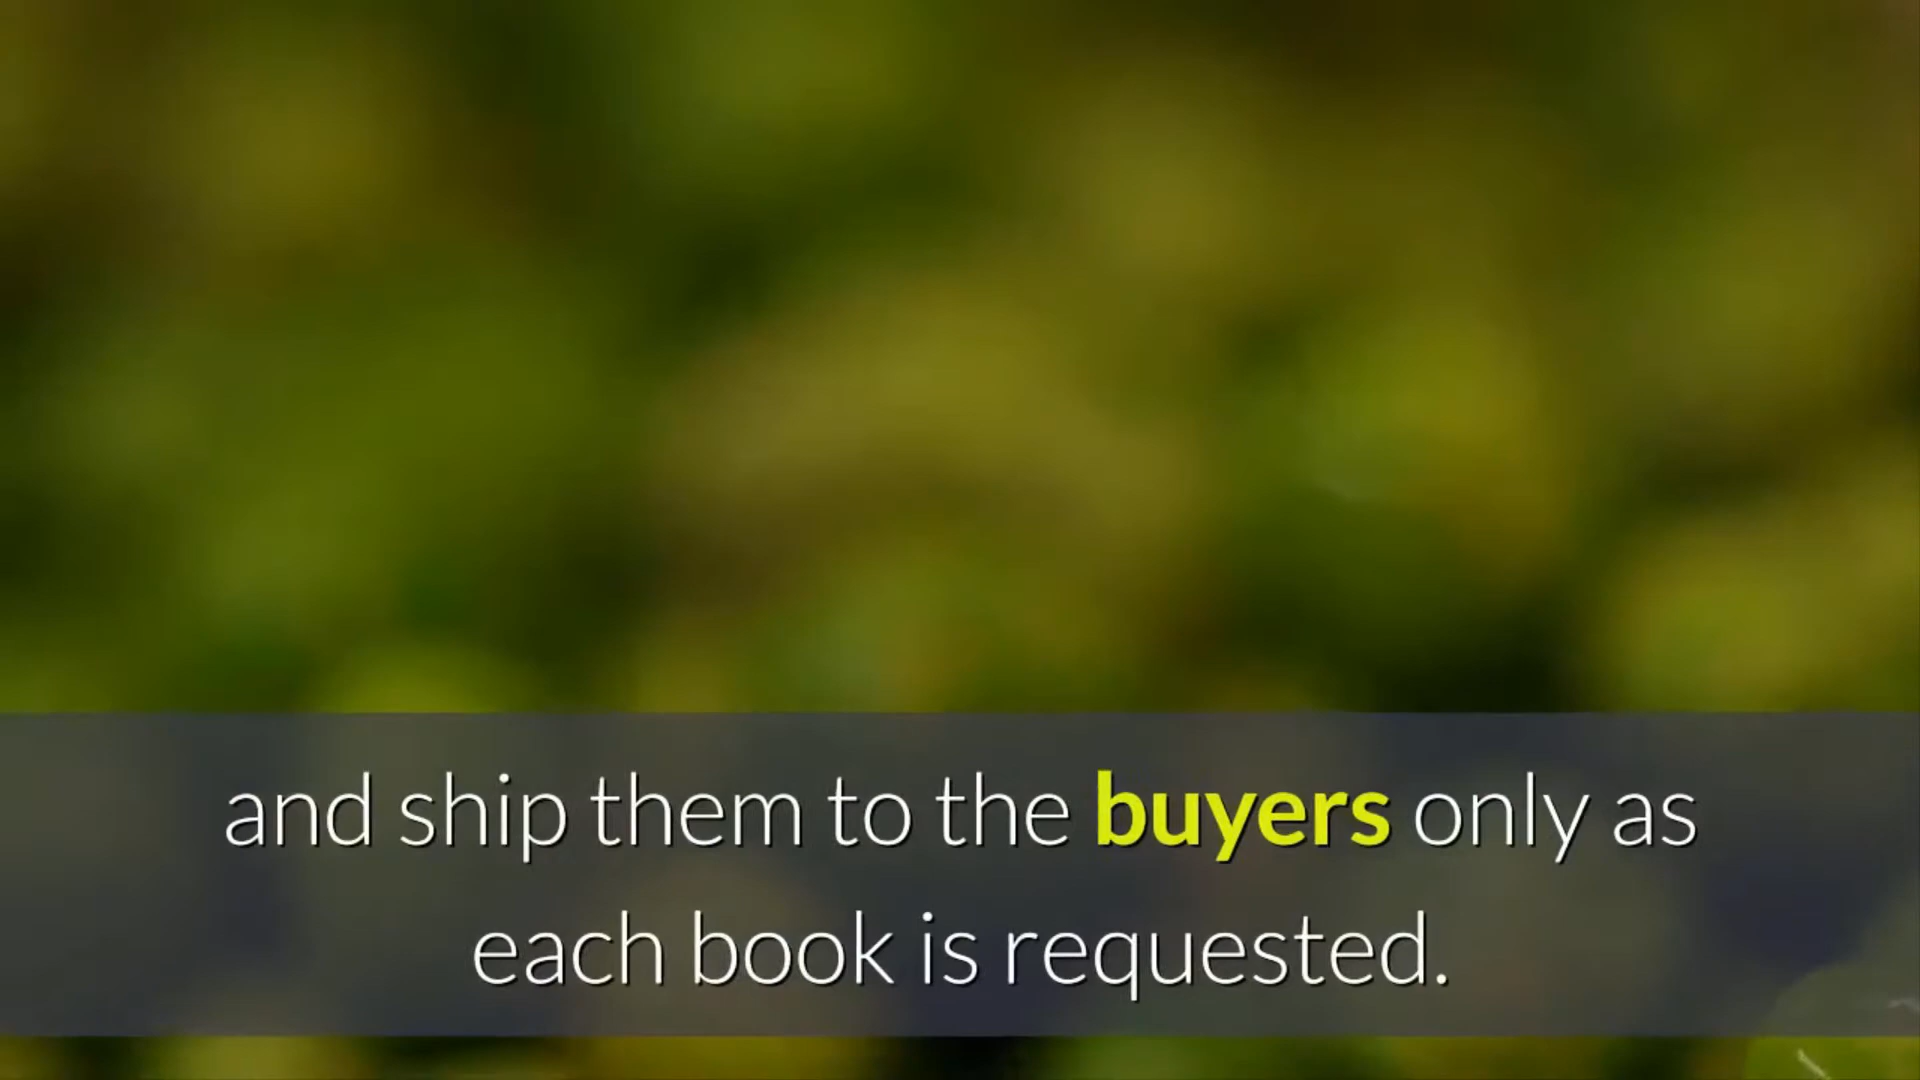 and ship them to the buyers only as
each book is requested.